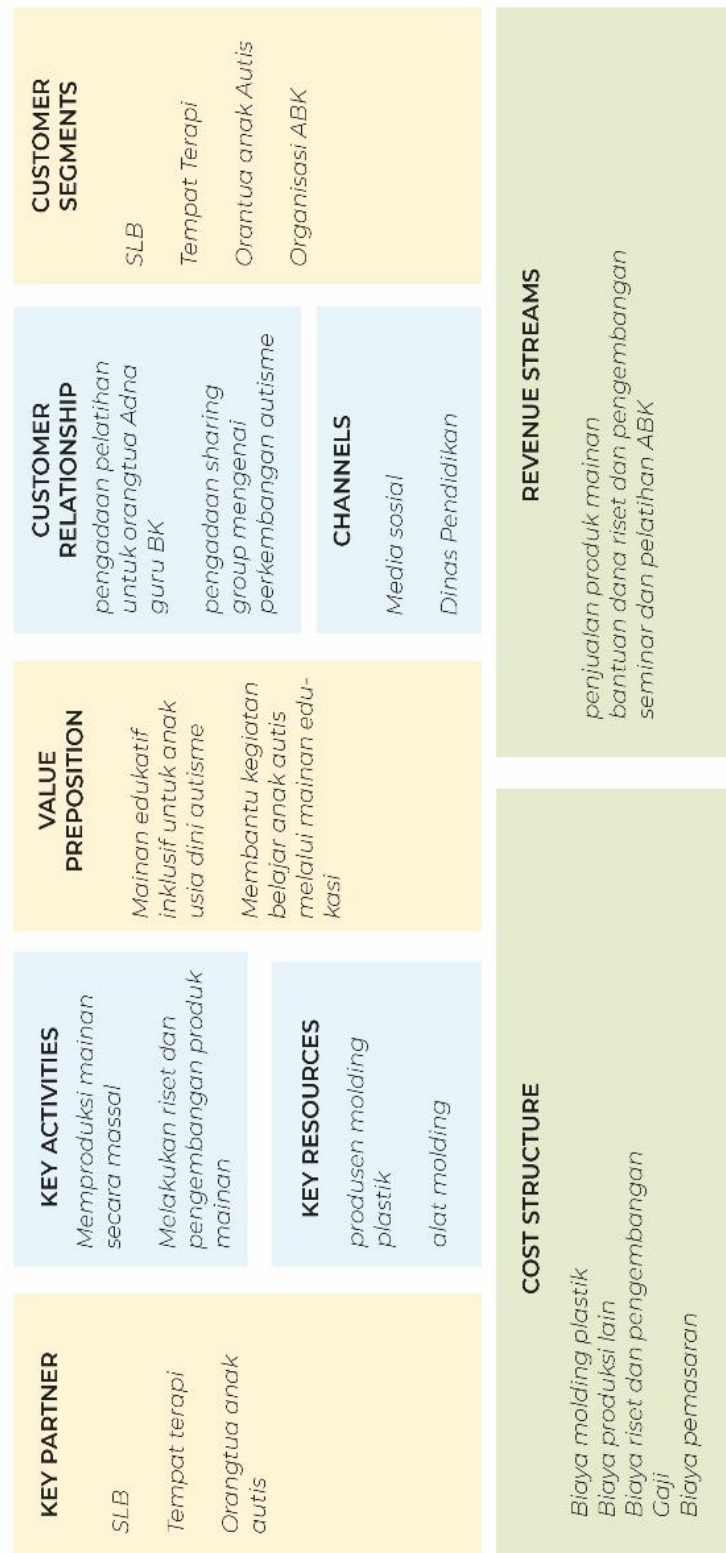 KEY PARTNER
SLB
Tempat terapi
Orangtua anak
autis
KEY ACTIVITIES
Memproduksi mainan
secara massal
Melakukan riset dan
pengembangan produk
mainan
KEY RESOURCES
produsen molding
plastik
alat molding
VALUE
PREPOSITION
Mainan edukatif
inklusif untuk anak
usia dini autisme
Membantu kegiatan
belajar anak autis
melalui mainan edu-
kasi
CUSTOMER
RELATIONSHIP
pengadaan pelatihan
untuk orangtua Adna
guru BK
pengadaan sharing
group mengenai
perkembangan autisme
CHANNELS
Media sosial
Dinas Pendidikan
CUSTOMER
SEGMENTS
SLB
Tempat Terapi
Orantua anak Autis
Organisasi ABK
COST STRUCTURE
Biaya molding plastik
Biaya produksi lain
Biaya riset dan pengembangan
Gaji
Biaya pemasaran
REVENUE STREAMS
penjualan produk mainan
bantuan dana riset dan pengembangan
seminar dan pelatihan ABK